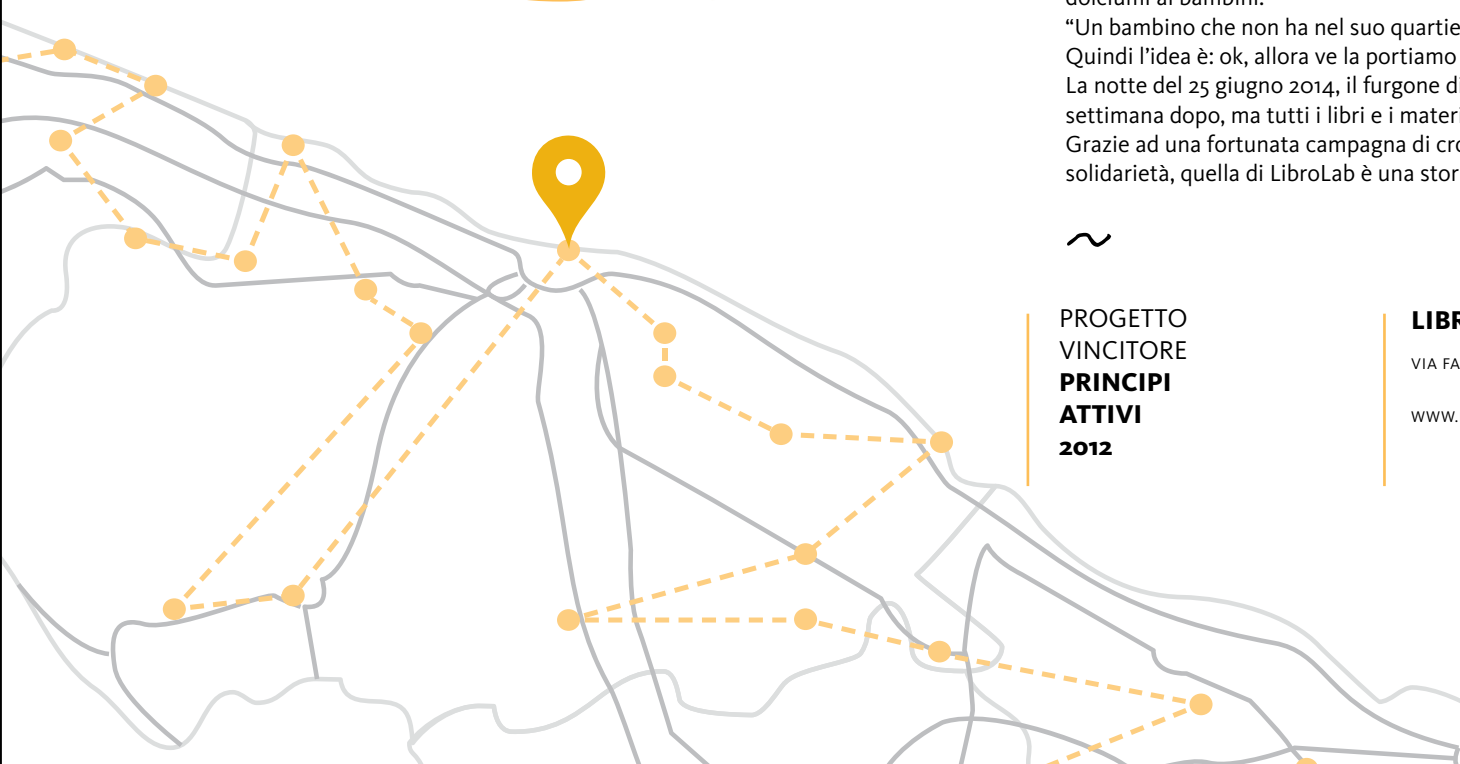 dolciumi ai bambini.
“Un bambino che non ha nel suo quartie
Quindi l’idea è: ok, allora ve la portiamo
La notte del 25 giugno 2014, il furgone di
settimana dopo, ma tutti i libri e i materi
Grazie ad una fortunata campagna di cro
solidarietà, quella di LibroLab è una stor
PROGETTO
VINCITORE
PRINCIPI
ATTIVI
2012
LIBR
VIA FA
WWW.